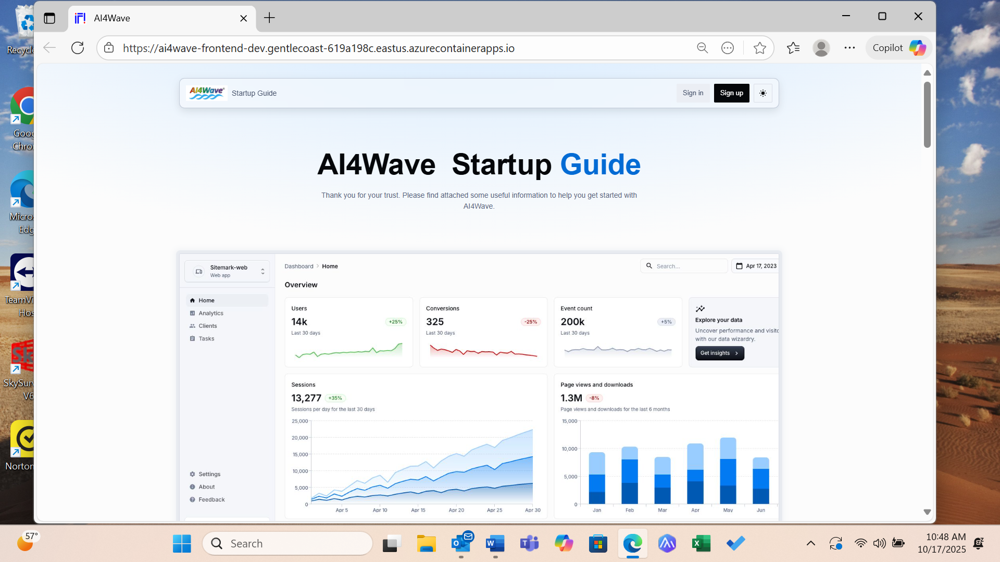 AI4Wave
https://ai4wave-frontend-dev.gentlecoast-619a198c.eastus.azurecontainerapps.io
Copilot
AI4Wave® Startup Guide
Sign in
Sign up
AI4Wave Startup Guide
Thank you for your trust. Please find attached some useful information to help you get started with
AI4Wave.
Sitemark-web
Web app
Home
Analytics
Clients
Tasks
Settings
About
Feedback
Dashboard > Home
Search...
Apr 17, 2023
Overview
Users
14k
+25%
Last 30 days
Conversions
325
-25%
Last 30 days
Event count
200k
+5%
Last 30 days
Explore your data
Uncover performance and visito
with our data wizardry.
Get insights
Sessions
13,277 +35%
Sessions per day for the last 30 days
25,000
20,000
15,000
10,000
5,000
0
Apr 5 Apr 10 Apr 15 Apr 20 Apr 25 Apr 30
Page views and downloads
1.3M -8%
Page views and downloads for the last 6 months
15,000
10,000
5,000
0
Jan Feb Mar Apr May Jun
Recycle
Goog
Chro
Micros
Edg
TeamVi
Hos
SkySurv
V6
Norton
57°
Search
10:48 AM
10/17/2025